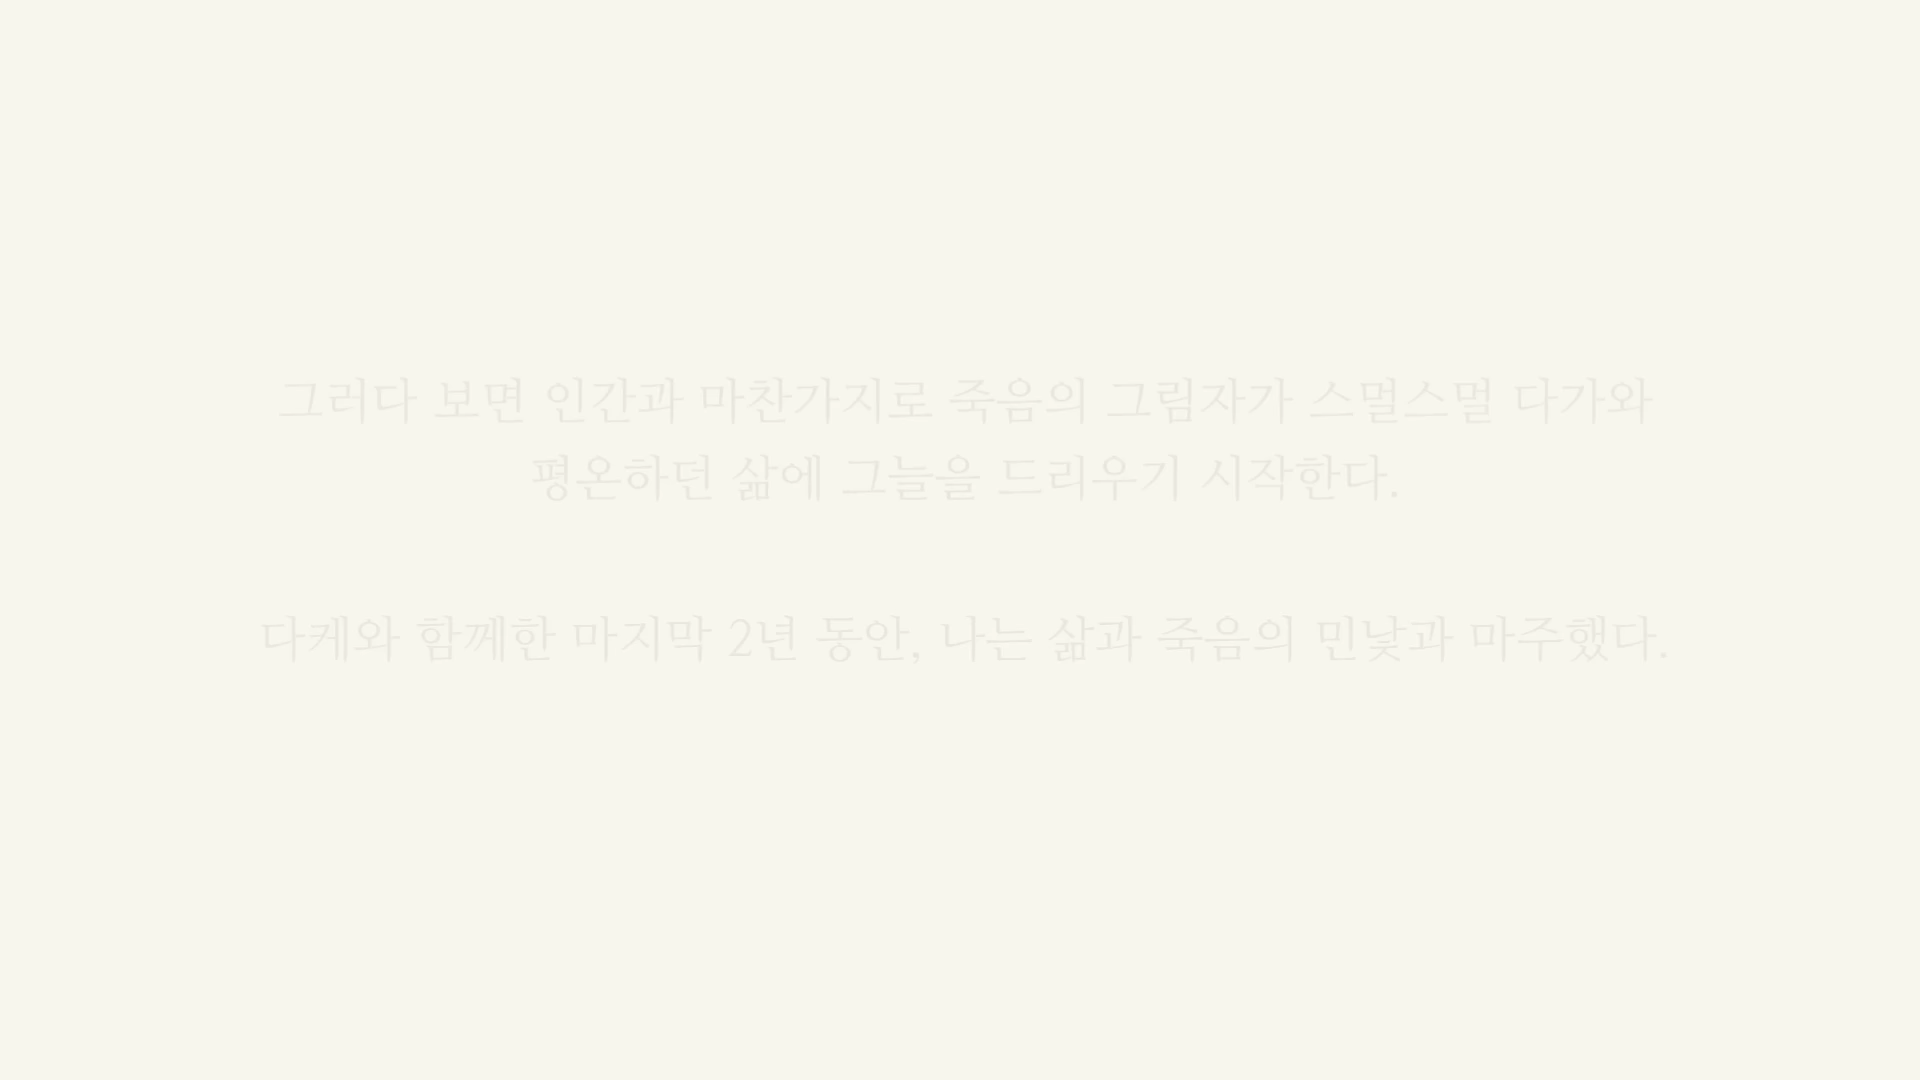 그러다 보면 인간과 마찬가지로 죽음의 그림자가 스멀스멀 다가와
평온하던 삶에 그늘을 드리우기 시작한다.
다케와 함께한 마지막 2년 동안, 나는 삶과 죽음의 민낯과 마주했다.